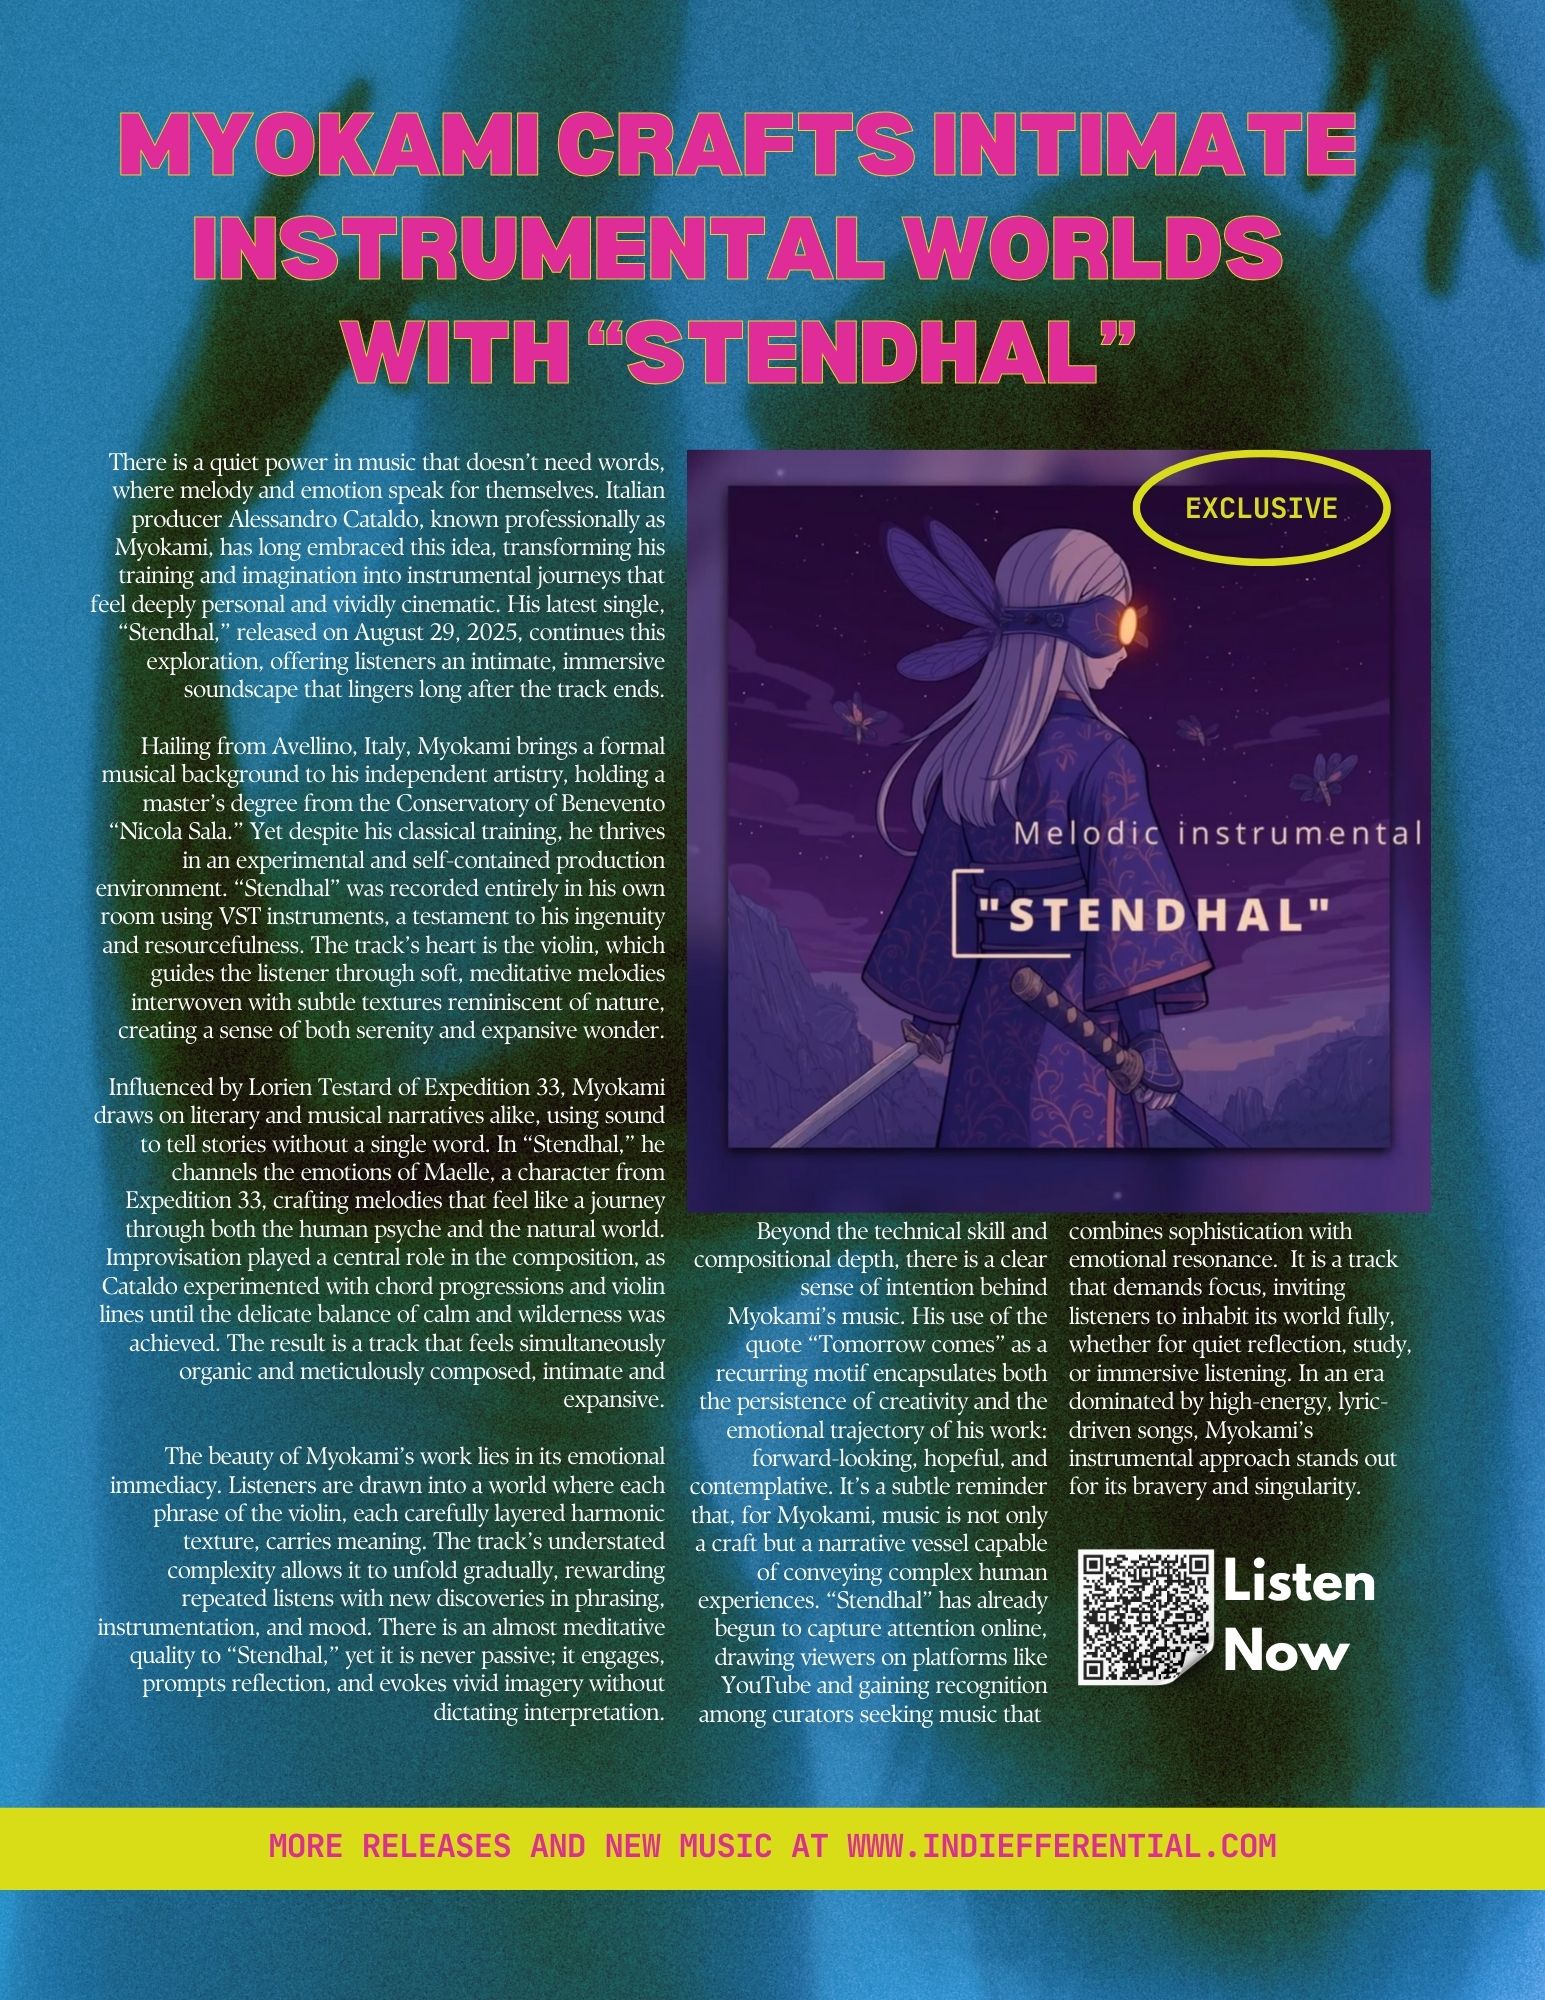 MYOKAMI CRAFTS INTIMATE
INSTRUMENTAL WORLDS
WITH “STENDHAL”
There is a quiet power in music that doesn’t need words,
where melody and emotion speak for themselves. Italian
producer Alessandro Cataldo, known professionally as
Myokami, has long embraced this idea, transforming his
training and imagination into instrumental journeys that
feel deeply personal and vividly cinematic. His latest single,
“Stendhal,” released on August 29, 2025, continues this
exploration, offering listeners an intimate, immersive
soundscape that lingers long after the track ends.
Hailing from Avellino, Italy, Myokami brings a formal
musical background to his independent artistry, holding a
master’s degree from the Conservatory of Benevento
“Nicola Sala.” Yet despite his classical training, he thrives
in an experimental and self-contained production
environment. “Stendhal” was recorded entirely in his own
room using VST instruments, a testament to his ingenuity
and resourcefulness. The track’s heart is the violin, which
guides the listener through soft, meditative melodies
interwoven with subtle textures reminiscent of nature,
creating a sense of both serenity and expansive wonder.
Influenced by Lorien Testard of Expedition 33, Myokami
draws on literary and musical narratives alike, using sound
to tell stories without a single word. In “Stendhal,” he
channels the emotions of Maelle, a character from
Expedition 33, crafting melodies that feel like a journey
through both the human psyche and the natural world.
Improvisation played a central role in the composition, as
Cataldo experimented with chord progressions and violin
lines until the delicate balance of calm and wilderness was
achieved. The result is a track that feels simultaneously
organic and meticulously composed, intimate and
expansive.
The beauty of Myokami’s work lies in its emotional
immediacy. Listeners are drawn into a world where each
phrase of the violin, each carefully layered harmonic
texture, carries meaning. The track’s understated
complexity allows it to unfold gradually, rewarding
repeated listens with new discoveries in phrasing,
instrumentation, and mood. There is an almost meditative
quality to “Stendhal,” yet it is never passive; it engages,
prompts reflection, and evokes vivid imagery without
dictating interpretation.
EXCLUSIVE
Melodic instrumental
"STENDHAL"
Beyond the technical skill and
compositional depth, there is a clear
sense of intention behind
Myokami’s music. His use of the
quote “Tomorrow comes” as a
recurring motif encapsulates both
the persistence of creativity and the
emotional trajectory of his work:
forward-looking, hopeful, and
contemplative. It’s a subtle reminder
that, for Myokami, music is not only
a craft but a narrative vessel capable
of conveying complex human
experiences. “Stendhal” has already
begun to capture attention online,
drawing viewers on platforms like
YouTube and gaining recognition
among curators seeking music that
combines sophistication with
emotional resonance.  It is a track
that demands focus, inviting
listeners to inhabit its world fully,
whether for quiet reflection, study,
or immersive listening. In an era
dominated by high-energy, lyric-
driven songs, Myokami’s
instrumental approach stands out
for its bravery and singularity.
Listen
Now
MORE RELEASES AND NEW MUSIC AT WWW.INDIEFFERENTIAL.COM